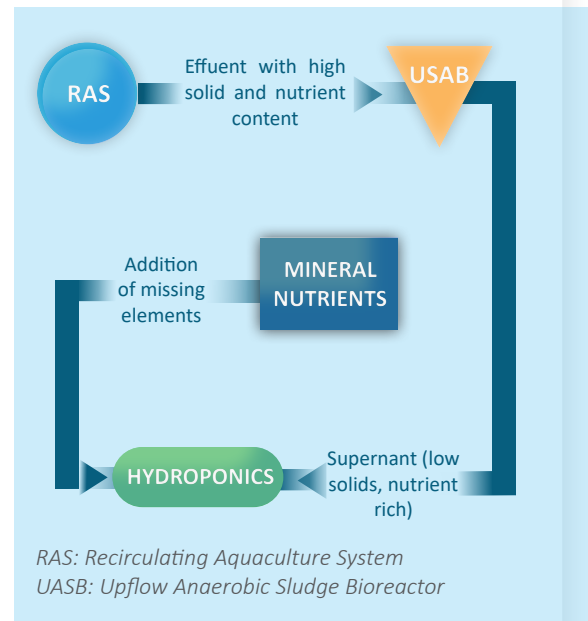 RAS
Effuent with high
solid and nutrient
content
USAB
Addition
of missing
elements
MINERAL
NUTRIENTS
HYDROPONICS
Supernant (low
solids, nutrient
rich)
RAS: Recirculating Aquaculture System
UASB: Upflow Anaerobic Sludge Bioreactor